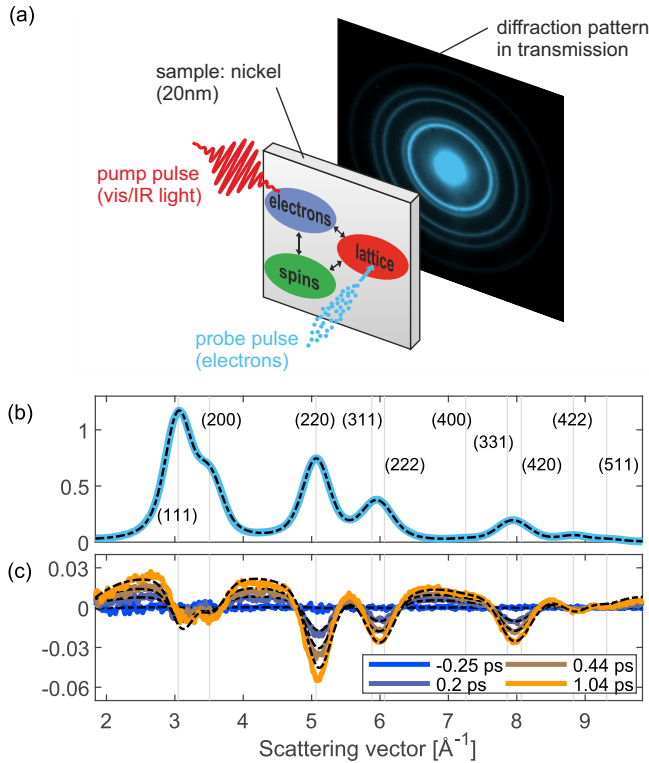 (a)
diffraction pattern
in transmission
sample: nickel
(20nm)
pump pulse
(vis/IR light)
electrons
lattice
spins
probe pulse
(electrons)
(b)
(200)
(220)
(311)
(400)
(422)
(331)
(222)
(420)
(511)
(111)
1
0.5
0
(c)
0.03
0
-0.03
-0.06
-0.25 ps
0.44 ps
0.2 ps
1.04 ps
2
3
4
5
6
7
8
9
Scattering vector [Å⁻¹]